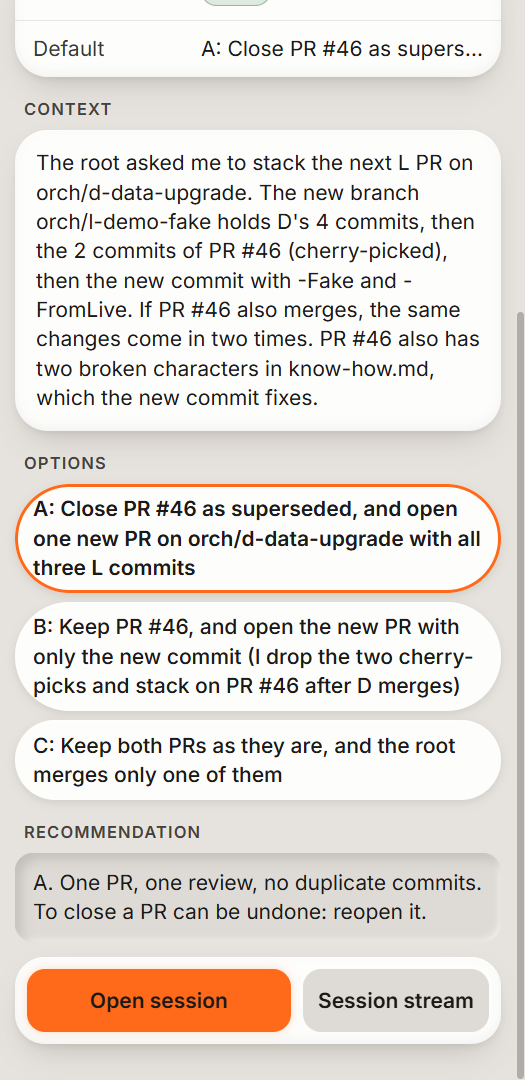 Default
A: Close PR #46 as supers...
CONTEXT
The root asked me to stack the next L PR on
orch/d-data-upgrade. The new branch
orch/l-demo-fake holds D's 4 commits, then
the 2 commits of PR #46 (cherry-picked),
then the new commit with -Fake and -
FromLive. If PR #46 also merges, the same
changes come in two times. PR #46 also has
two broken characters in know-how.md,
which the new commit fixes.
OPTIONS
A: Close PR #46 as superseded, and open
one new PR on orch/d-data-upgrade with all
three L commits
B: Keep PR #46, and open the new PR with
only the new commit (I drop the two cherry-
picks and stack on PR #46 after D merges)
C: Keep both PRs as they are, and the root
merges only one of them
RECOMMENDATION
A. One PR, one review, no duplicate commits.
To close a PR can be undone: reopen it.
Open session
Session stream